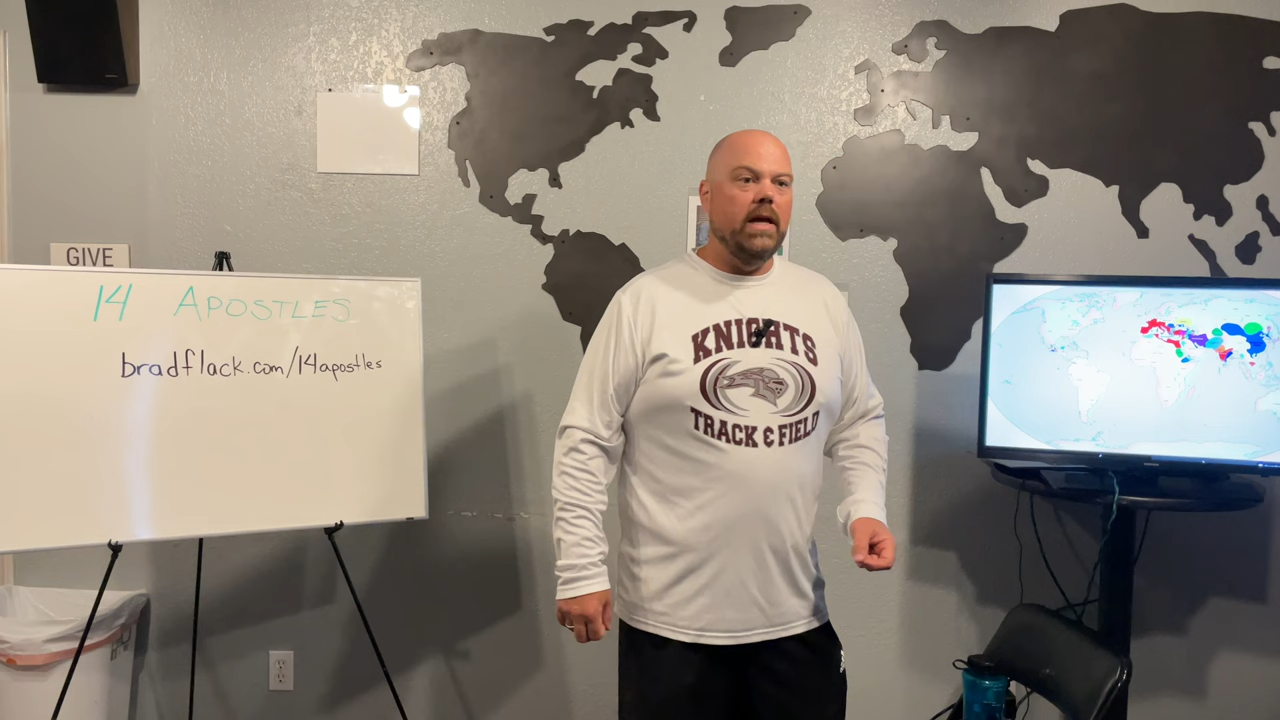 GIVE
14 APOSTLES
bradflack.com/14apostles
KNIGHTS
TRACK & FIELD